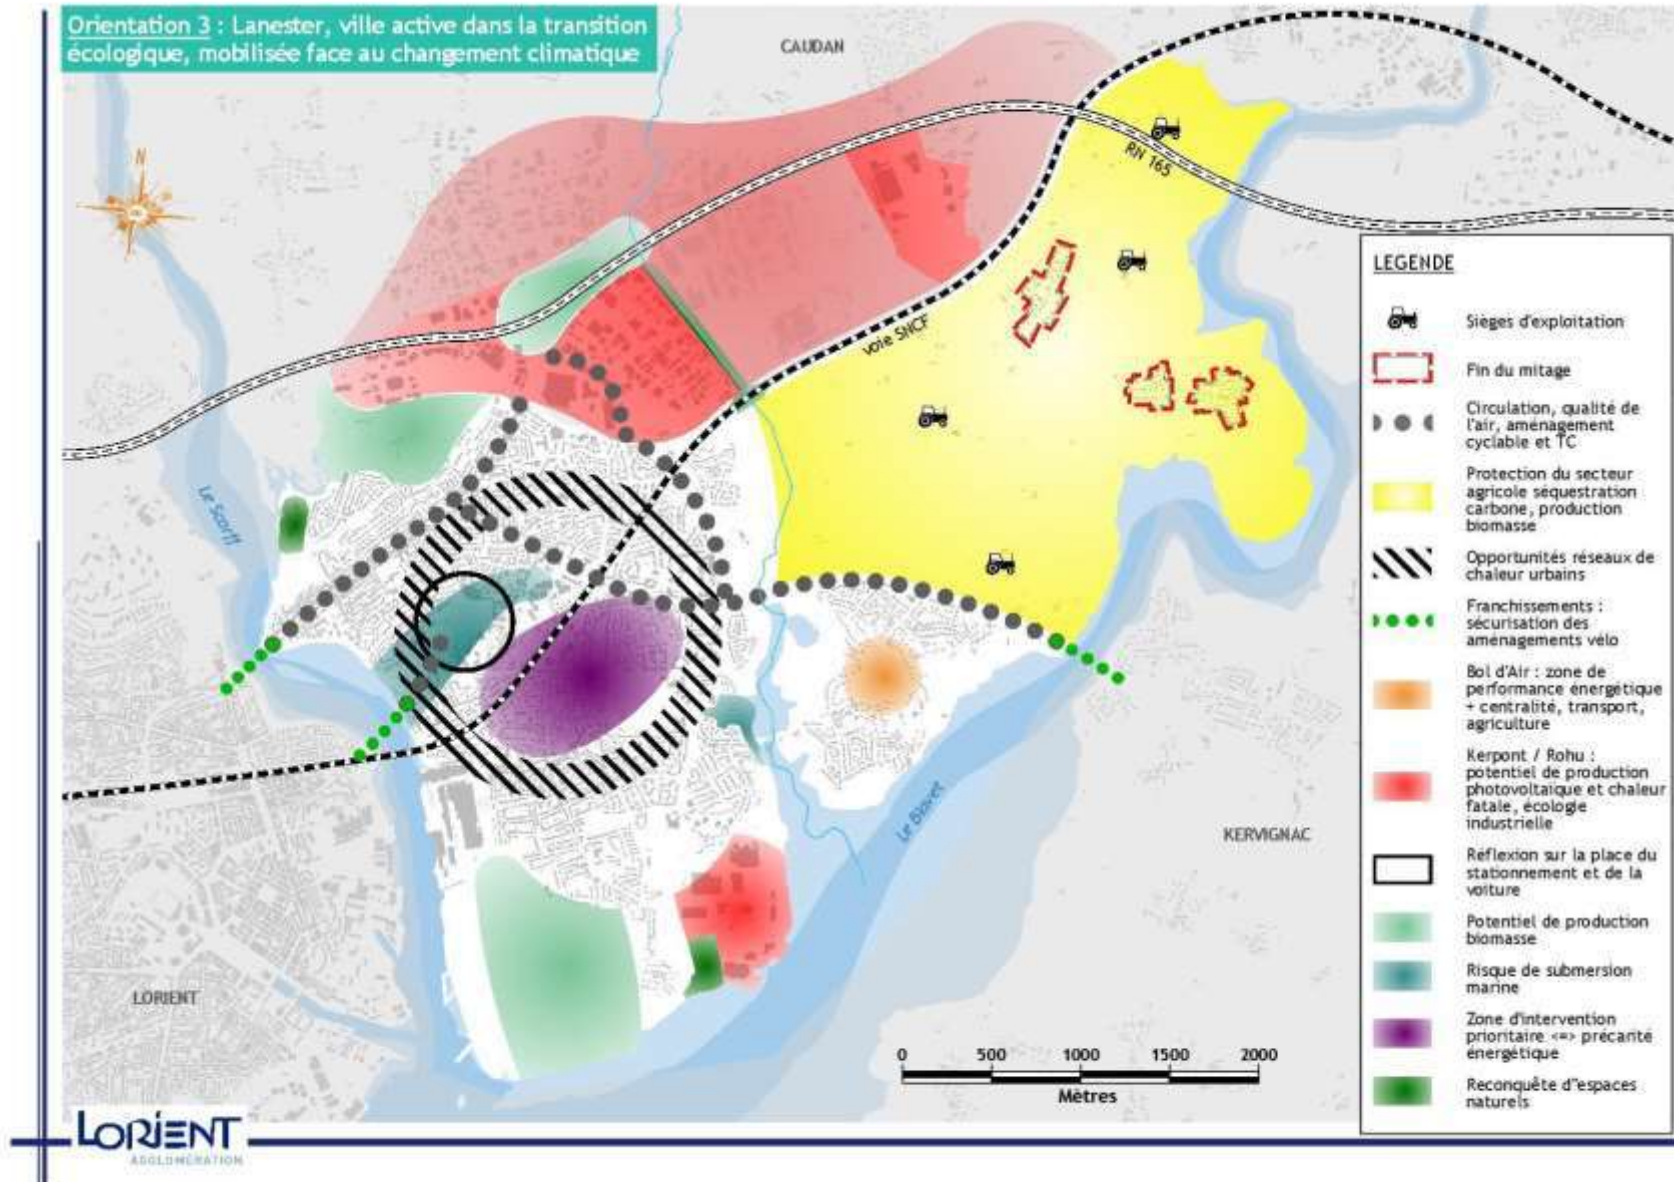 Orientation 3 : Lanester, ville active dans la transition
écologique, mobilisée face au changement climatique
CAUDAN
N
RN 165
voie SNCF
Le Scorff
Le Blavet
KERVIGNAC
LORIENT
0 500 1000 1500 2000
Mètres
LEGENDE
Sièges d'exploitation
Fin du mitage
Circulation, qualité de
l'air, aménagement
cyclable et TC
Protection du secteur
agricole séquestration
carbone, production
biomasse
Opportunités réseaux de
chaleur urbains
Franchissements :
sécurisation des
aménagements vélo
Bol d'Air : zone de
performance énergétique
+ centralité, transport,
agriculture
Kerpont / Rohu :
potentiel de production
photovoltaïque et chaleur
fatale, écologie
industrielle
Réflexion sur la place du
stationnement et de la
voiture
Potentiel de production
biomasse
Risque de submersion
marine
Zone d'intervention
prioritaire <=> précarité
énergétique
Reconquête d"espaces
naturels
LORIENT
AGGLOMÉRATION